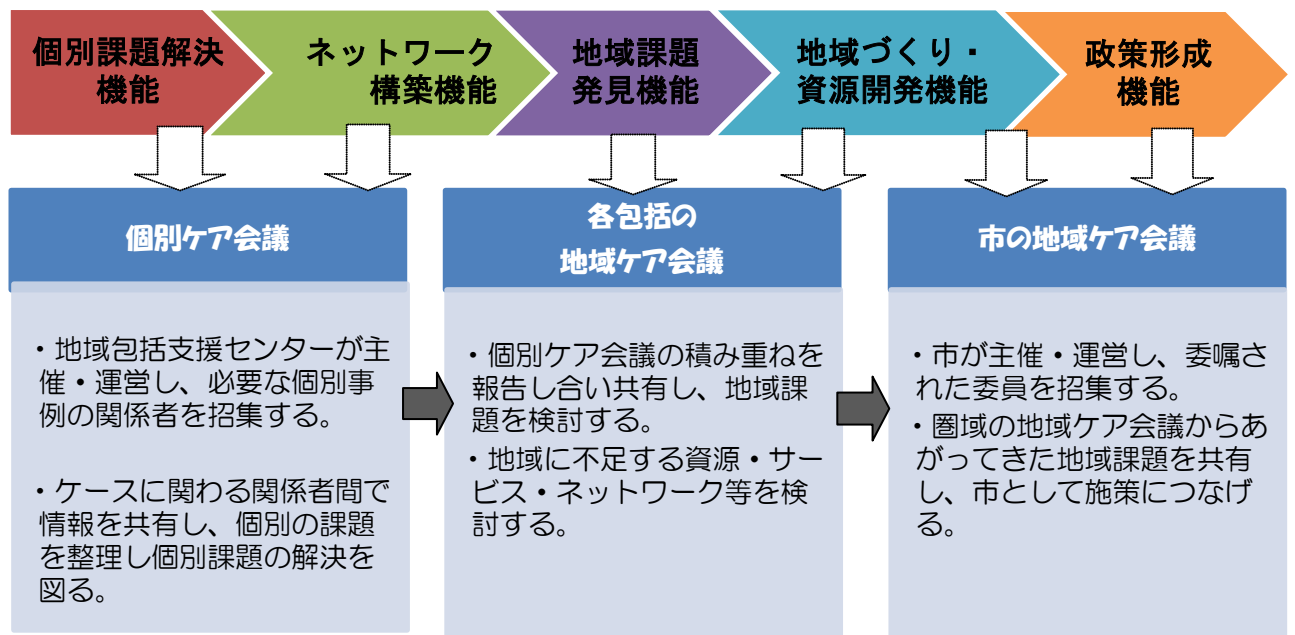 個別課題解決
機能
ネットワーク
構築機能
地域課題
発見機能
地域づくり・
資源開発機能
政策形成
機能
個別ケア会議
・地域包括支援センターが主
催・運営し、必要な個別事
例の関係者を招集する。
・ケースに関わる関係者間で
情報を共有し、個別の課題
を整理し個別課題の解決を
図る。
各包括の
地域ケア会議
・個別ケア会議の積み重ねを
報告し合い共有し、地域課
題を検討する。
・地域に不足する資源・サー
ビス・ネットワーク等を検
討する。
市の地域ケア会議
・市が主催・運営し、委嘱さ
れた委員を招集する。
・圏域の地域ケア会議からあ
がってきた地域課題を共有
し、市として施策につなげ
る。